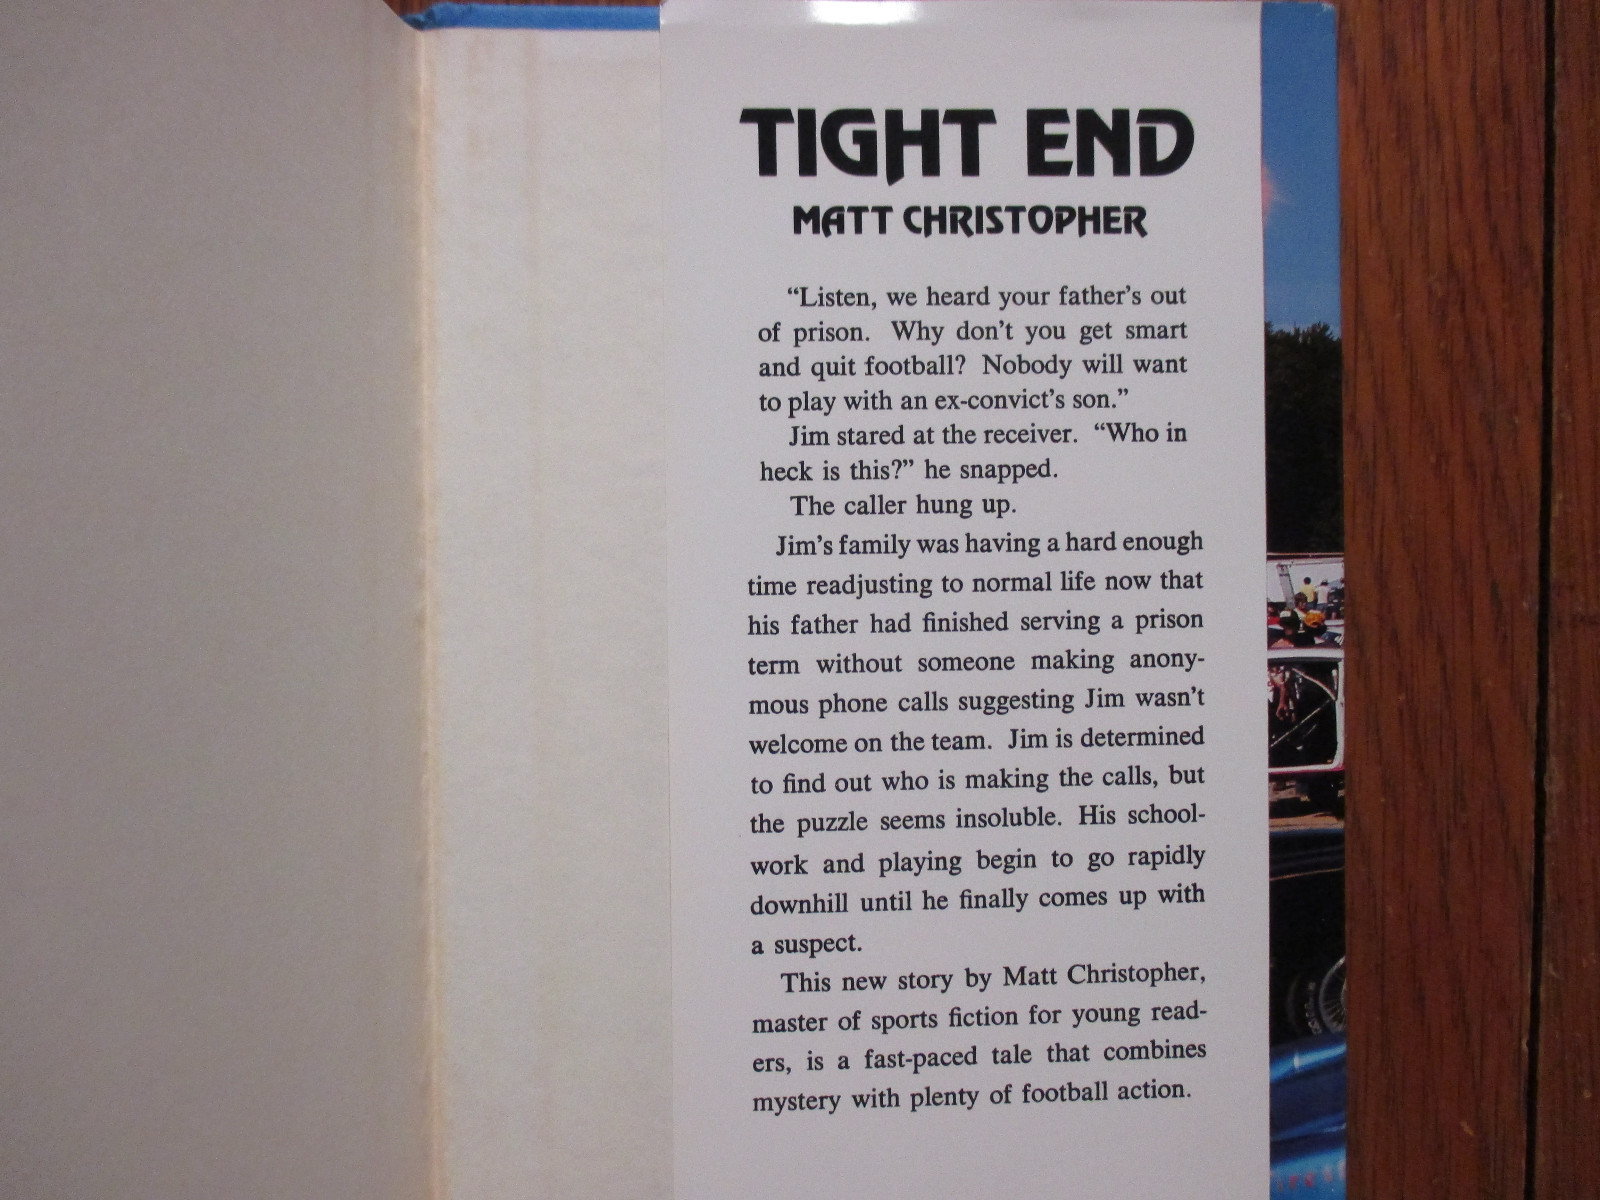 TIGHT END
MATT CHRISTOPHER
“Listen, we heard your father’s out
of prison. Why don’t you get smart
and quit football? Nobody will want
to play with an ex-convict’s son.”
Jim stared at the receiver. “Who in
heck is this?” he snapped.
The caller hung up.
Jim’s family was having a hard enough
time readjusting to normal life now that
his father had finished serving a prison
term without someone making anony-
mous phone calls suggesting Jim wasn’t
welcome on the team. Jim is determined
to find out who is making the calls, but
the puzzle seems insoluble. His school-
work and playing begin to go rapidly
downhill until he finally comes up with
a suspect.
This new story by Matt Christopher,
master of sports fiction for young read-
ers, is a fast-paced tale that combines
mystery with plenty of football action.